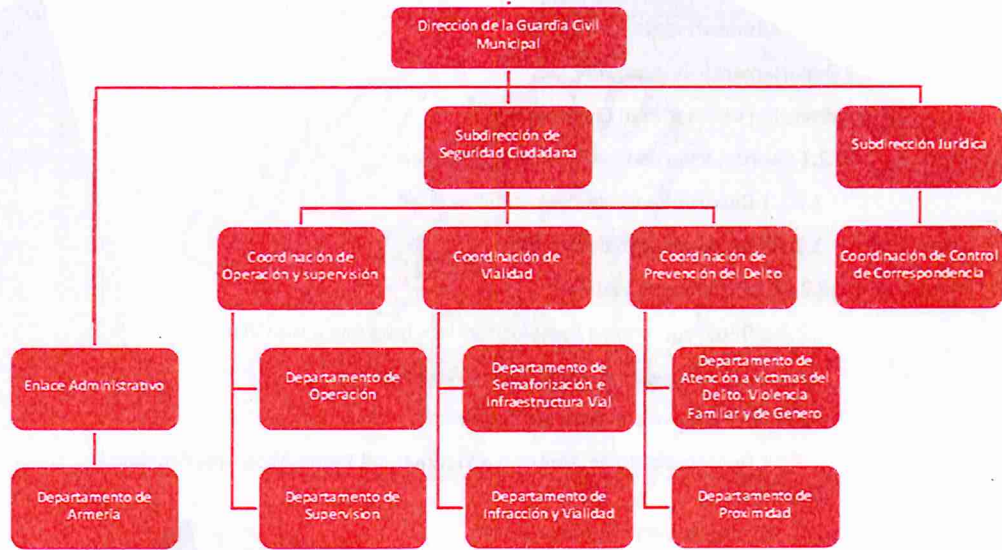 Dirección de la Guardia Civil
Municipal
Subdirección de
Seguridad Ciudadana
Subdirección Jurídica
Coordinación de
Operación y supervisión
Coordinación de
Vialidad
Coordinación de
Prevención del Delito
Coordinación de Control
de Correspondencia
Enlace Administrativo
Departamento de
Operación
Departamento de
Semaforización e
Infraestructura Vial
Departamento de
Atención a víctimas del
Delito. Violencia
Familiar y de Genero
Departamento de
Armería
Departamento de
Supervision
Departamento de
Infracción y Vialidad
Departamento de
Proximidad